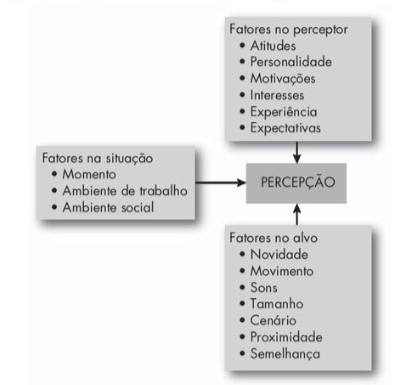 Fatores no perceptor
• Atitudes
• Personalidade
• Motivações
• Interesses
• Experiência
• Expectativas
Fatores na situação
• Momento
• Ambiente de trabalho
• Ambiente social
PERCEPÇÃO
Fatores no alvo
• Novidade
• Movimento
• Sons
• Tamanho
• Cenário
• Proximidade
• Semelhança